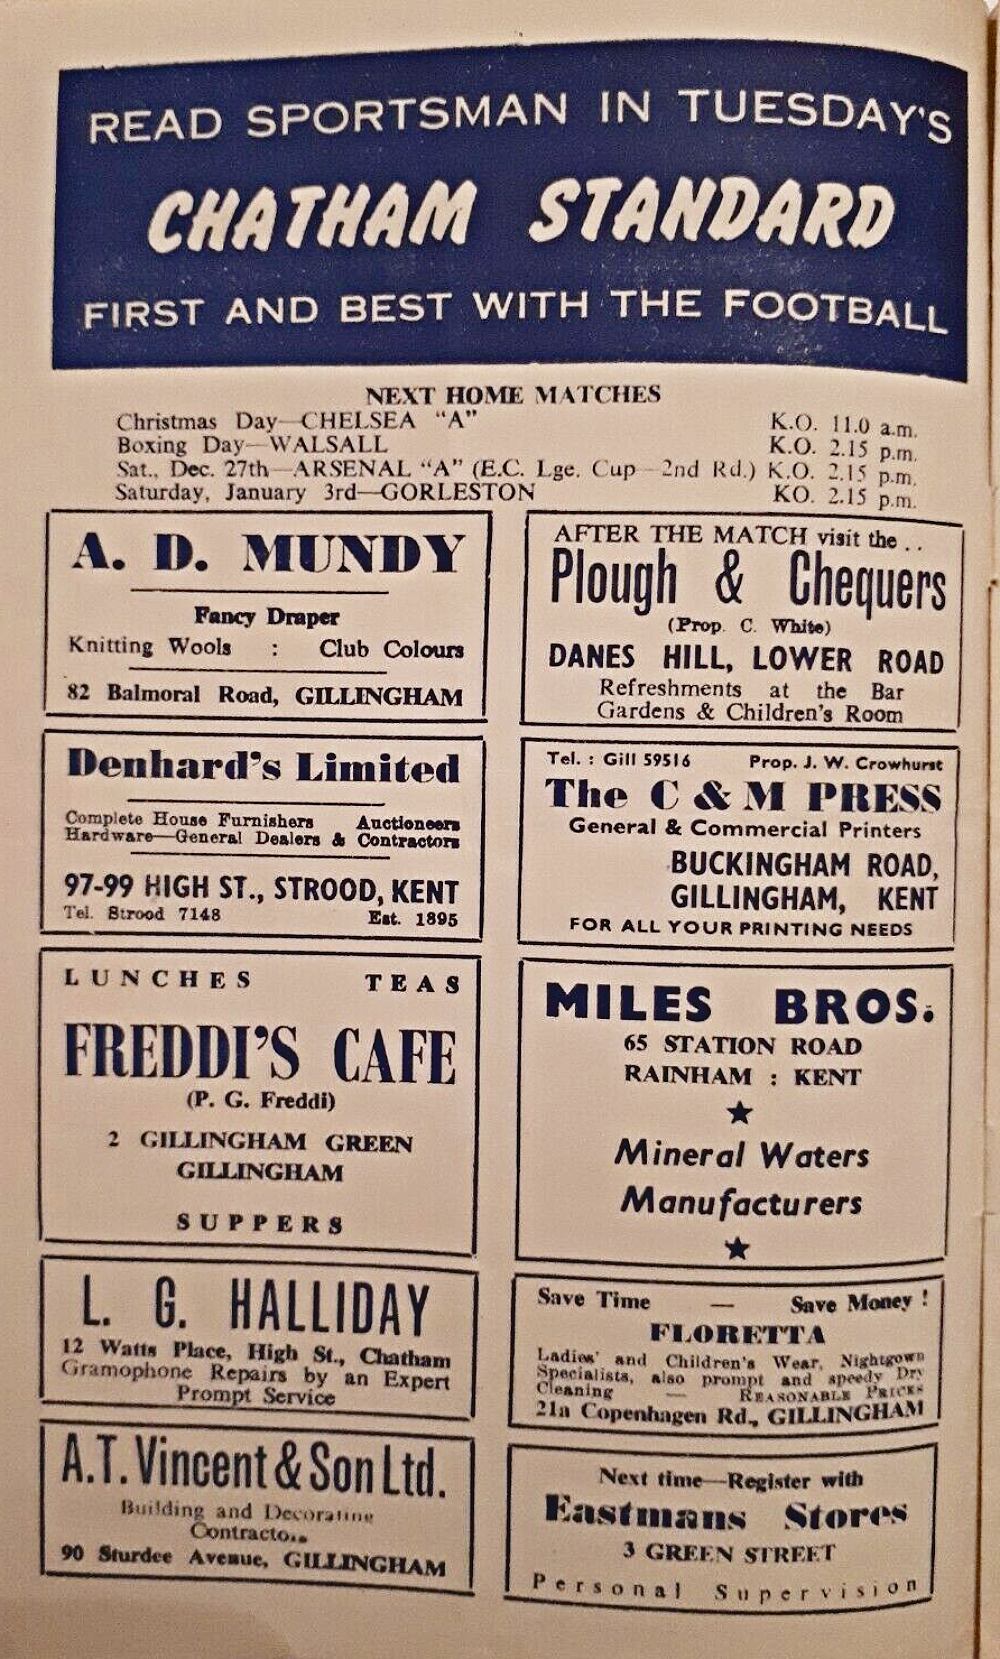 READ SPORTSMAN IN TUESDAY'S
CHATHAM STANDARD
FIRST AND BEST WITH THE FOOTBALL
NEXT HOME MATCHES
Christmas Day—CHELSEA "A" K.O. 11.0 a.m.
Boxing Day—WALSALL K.O. 2.15 p.m.
Sat., Dec. 27th—ARSENAL "A" (E.C. Lge. Cup—2nd Rd.) K.O. 2.15 p.m.
Saturday, January 3rd—GORLESTON KO. 2.15 p.m.
A. D. MUNDY
Fancy Draper
Knitting Wools : Club Colours
82 Balmoral Road, GILLINGHAM
AFTER THE MATCH visit the . .
Plough & Chequers
(Prop. C. White)
DANES HILL, LOWER ROAD
Refreshments at the Bar
Gardens & Children's Room
Denhard's Limited
Complete House Furnishers Auctioneers
Hardware—General Dealers & Contractors
97-99 HIGH ST., STROOD, KENT
Tel. Strood 7148 Est. 1895
Tel. : Gill 59516 Prop. J. W. Crowhurst
The C & M PRESS
General & Commercial Printers
BUCKINGHAM ROAD,
GILLINGHAM, KENT
FOR ALL YOUR PRINTING NEEDS
LUNCHES TEAS
FREDDI'S CAFE
(P. G. Freddi)
2 GILLINGHAM GREEN
GILLINGHAM
SUPPERS
MILES BROS.
65 STATION ROAD
RAINHAM : KENT
Mineral Waters
Manufacturers
L. G. HALLIDAY
12 Watts Place, High St., Chatham
Gramophone Repairs by an Expert
Prompt Service
Save Time — Save Money !
FLORETTA
Ladies' and Children's Wear, Nightgown
Specialists, also prompt and speedy Dry
Cleaning — REASONABLE PRICES
21a Copenhagen Rd., GILLINGHAM
A.T. Vincent & Son Ltd.
Building and Decorating
Contracto..
90 Sturdee Avenue, GILLINGHAM
Next time—Register with
Eastmans Stores
3 GREEN STREET
Personal Supervision